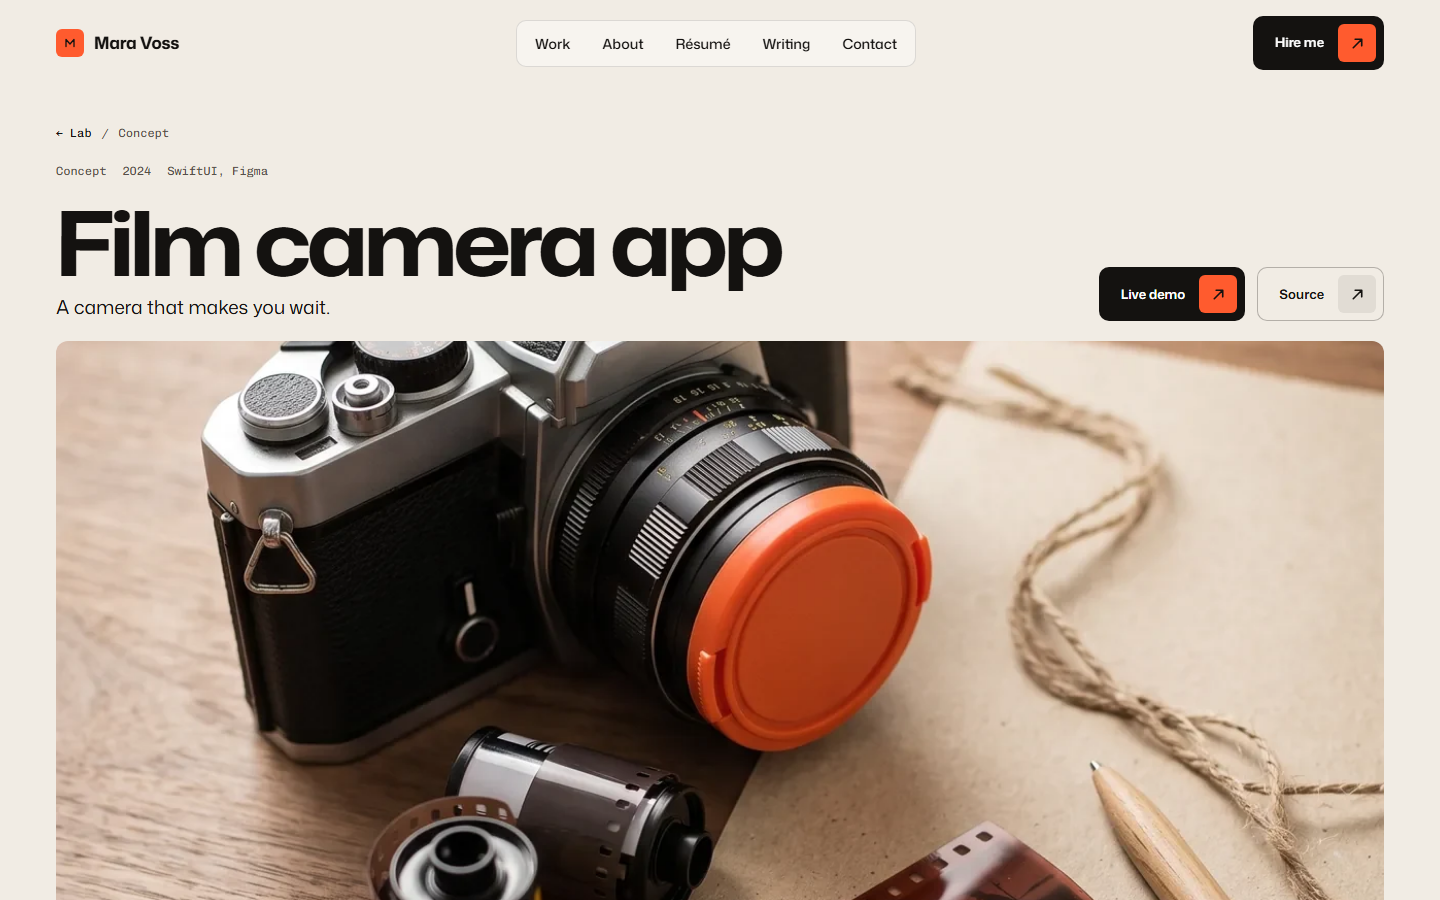 M Mara Voss
Work About Résumé Writing Contact
Hire me
← Lab / Concept
Concept 2024 SwiftUI, Figma
Film camera app
A camera that makes you wait.
Live demo
Source